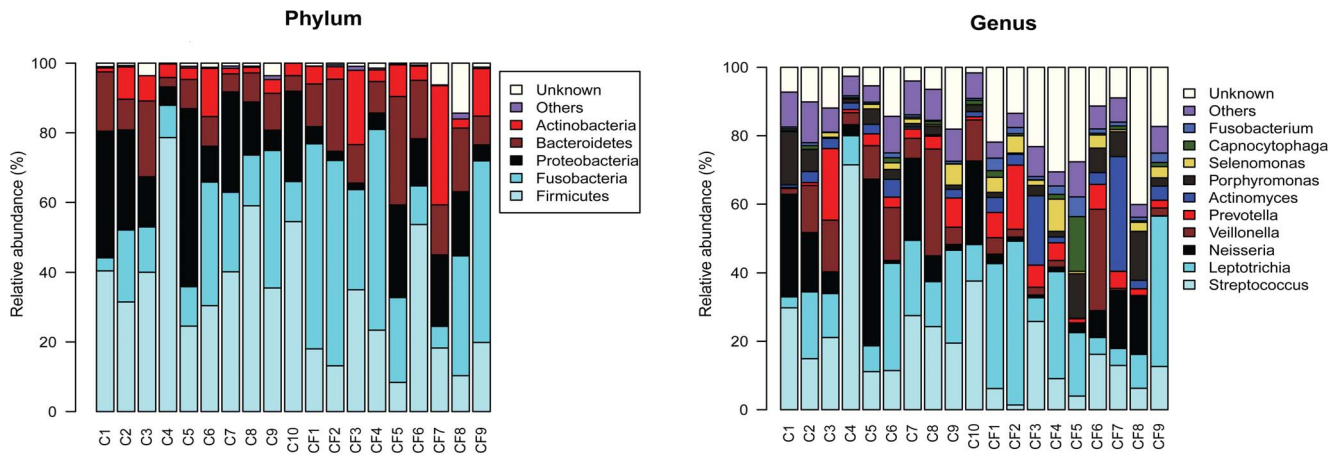 Phylum
Relative abundance (%)
100
80
60
40
20
0
C1 C2 C3 C4 C5 C6 C7 C8 C9 C10 CF1 CF2 CF3 CF4 CF5 CF6 CF7 CF8 CF9
Unknown
Others
Actinobacteria
Bacteroidetes
Proteobacteria
Fusobacteria
Firmicutes
Genus
Relative abundance (%)
100
80
60
40
20
0
C1 C2 C3 C4 C5 C6 C7 C8 C9 C10 CF1 CF2 CF3 CF4 CF5 CF6 CF7 CF8 CF9
Unknown
Others
Fusobacterium
Capnocytophaga
Selenomonas
Porphyromonas
Actinomyces
Prevotella
Veillonella
Neisseria
Leptotrichia
Streptococcus